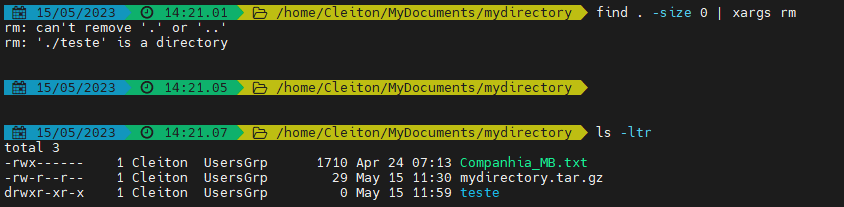 15/05/2023 14:21.01 /home/Cleiton/MyDocuments/mydirectory find . -size 0 | xargs rm
rm: can't remove '.' or '..'
rm: './teste' is a directory
15/05/2023 14:21.05 /home/Cleiton/MyDocuments/mydirectory
15/05/2023 14:21.07 /home/Cleiton/MyDocuments/mydirectory ls -ltr
total 3
-rwx------ 1 Cleiton UsersGrp 1710 Apr 24 07:13 Companhia_MB.txt
-rw-r--r-- 1 Cleiton UsersGrp 29 May 15 11:30 mydirectory.tar.gz
drwxr-xr-x 1 Cleiton UsersGrp 0 May 15 11:59 teste